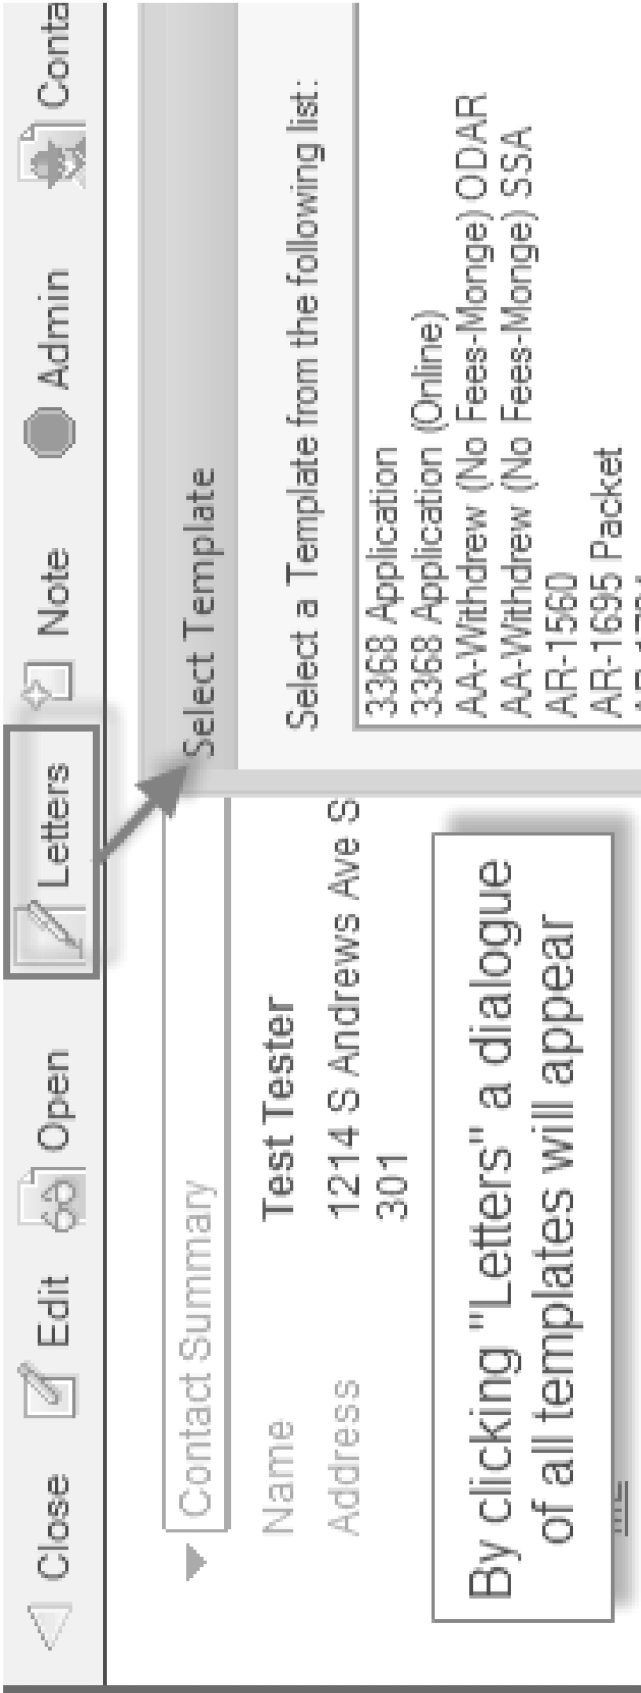 Close Edit Open Letters Note Admin Conta
Contact Summary
Name Test Tester
Address 1214 S Andrews Ave S
301
By clicking "Letters" a dialogue
of all templates will appear
Select Template
Select a Template from the following list:
3368 Application
3368 Application (Online)
AA-Withdrew (No Fees-Monge) ODAR
AA-Withdrew (No Fees-Monge) SSA
AR-1560
AR-1695 Packet